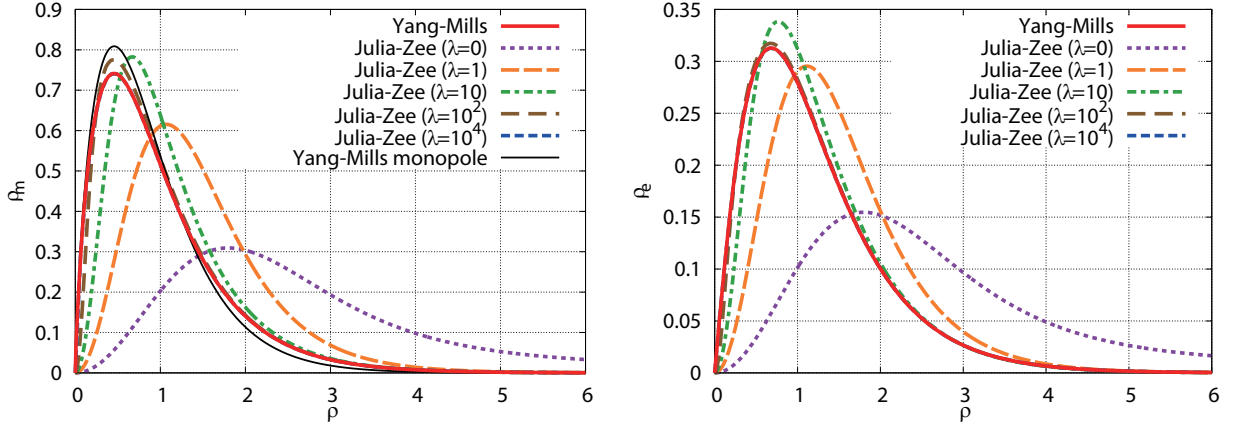 0.9
0.8
0.7
0.6
0.5
0.4
0.3
0.2
0.1
0
0 1 2 3 4 5 6
ρ
ρm
Yang-Mills
Julia-Zee (λ=0)
Julia-Zee (λ=1)
Julia-Zee (λ=10)
Julia-Zee (λ=10²)
Julia-Zee (λ=10⁴)
Yang-Mills monopole
0.35
0.3
0.25
0.2
0.15
0.1
0.05
0
0 1 2 3 4 5 6
ρ
ρe
Yang-Mills
Julia-Zee (λ=0)
Julia-Zee (λ=1)
Julia-Zee (λ=10)
Julia-Zee (λ=10²)
Julia-Zee (λ=10⁴)